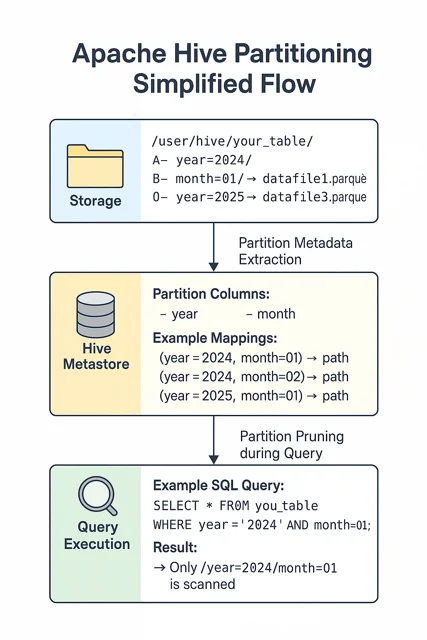 Apache Hive Partitioning
Simplified Flow
Storage
/user/hive/your_table/
A– year=2024/
B– month=01/→ datafile1.parquè
O– year=2025→ datafile3.parque
Partition Metadata
Extraction
Hive
Metastore
Partition Columns:
– year – month
Example Mappings:
(year = 2024, month=01) → path
(year = 2024, month=02) → path
(year = 2025, month=01) → path
Partition Pruning
during Query
Query
Execution
Example SQL Query:
SELECT * FR0M you_table
WHERE year = '2024' AND month=01;
Result:
→ Only /year=2024/month=01
is scanned